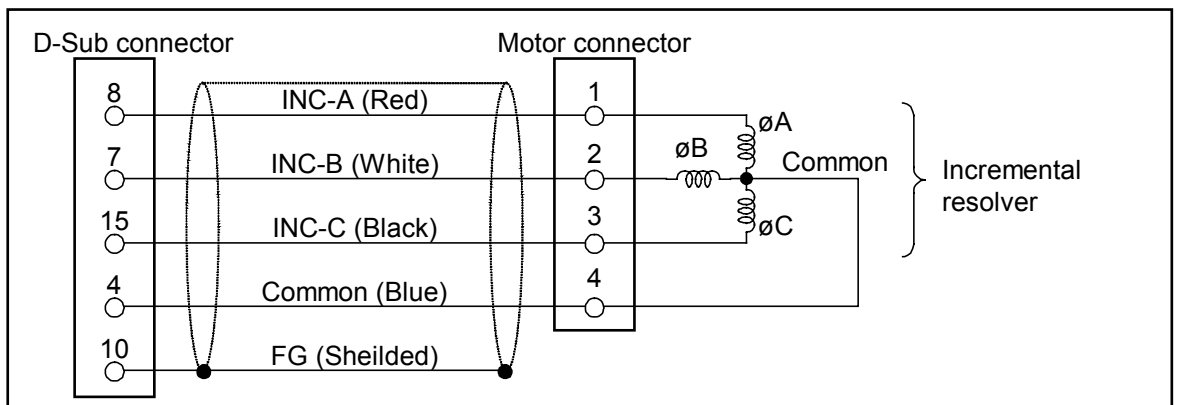 D-Sub connector Motor connector
8 INC-A (Red) 1 øA
7 INC-B (White) 2 øB Common Incremental
resolver
15 INC-C (Black) 3 øC
4 Common (Blue) 4
10 FG (Sheilded)